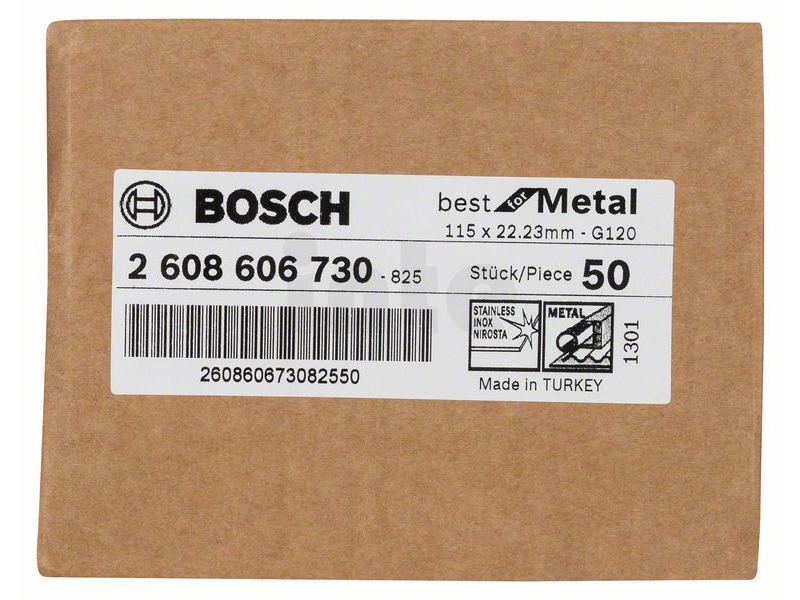 BOSCH
best for Metal
115 x 22.23mm - G120
2 608 606 730 - 825
Stück/Piece 50
STAINLESS
INOX
NIROSTA
METAL
1301
260860673082550
Made in TURKEY